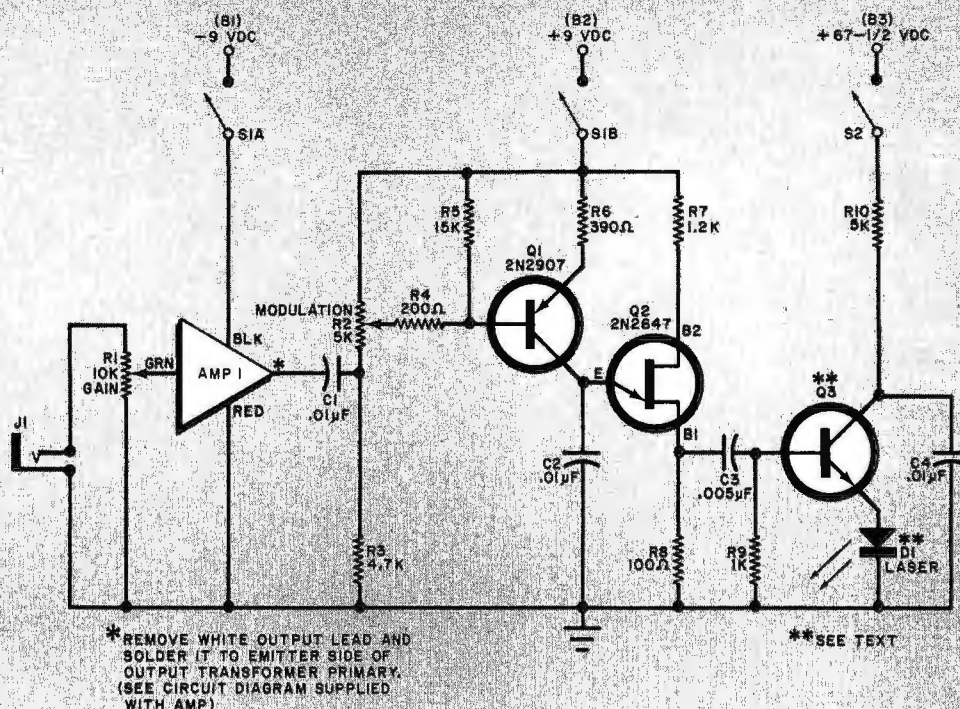 (B1)
-9 VDC
(B2)
+9 VDC
(B3)
+67-1/2 VDC
S1A
S1B
S2
R5
15K
R6
390Ω
R7
1.2K
R10
5K
Q1
2N2907
MODULATION
R2
5K
R4
200Ω
Q2
2N2647
B2
R1
10K
GAIN
GRN
BLK
AMP 1
*
RED
C1
.01µF
E
B1
**
Q3
J1
C2
.01µF
C3
.005µF
C4
.01µF
R3
4.7K
R8
100Ω
R9
1K
**
D1
LASER
*REMOVE WHITE OUTPUT LEAD AND
SOLDER IT TO EMITTER SIDE OF
OUTPUT TRANSFORMER PRIMARY.
(SEE CIRCUIT DIAGRAM SUPPLIED
WITH AMP)
**SEE TEXT